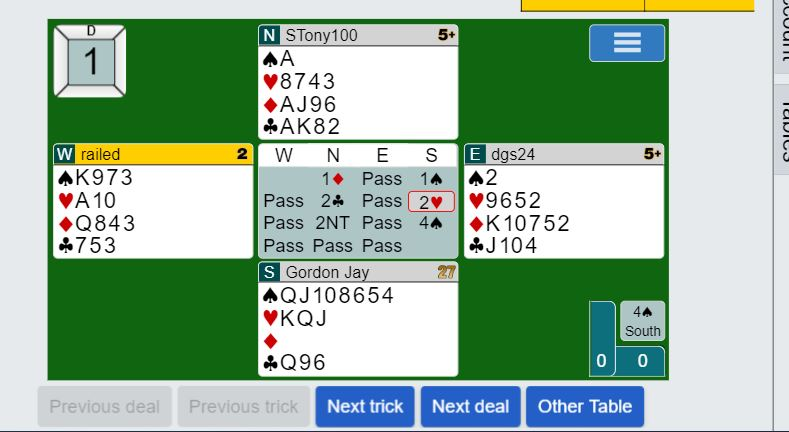 D
1
N STony100 5+
♠A
♥8743
♦AJ96
♣AK82
W railed 2
♠K973
♥A10
♦Q843
♣753
W N E S
1♦ Pass 1♠
Pass 2♣ Pass 2♥
Pass 2NT Pass 4♠
Pass Pass Pass
E dgs24 5+
♠2
♥9652
♦K10752
♣J104
S Gordon Jay 27
♠QJ108654
♥KQJ
♦
♣Q96
4♠
South
0 0
Previous deal Previous trick Next trick Next deal Other Table
Tables